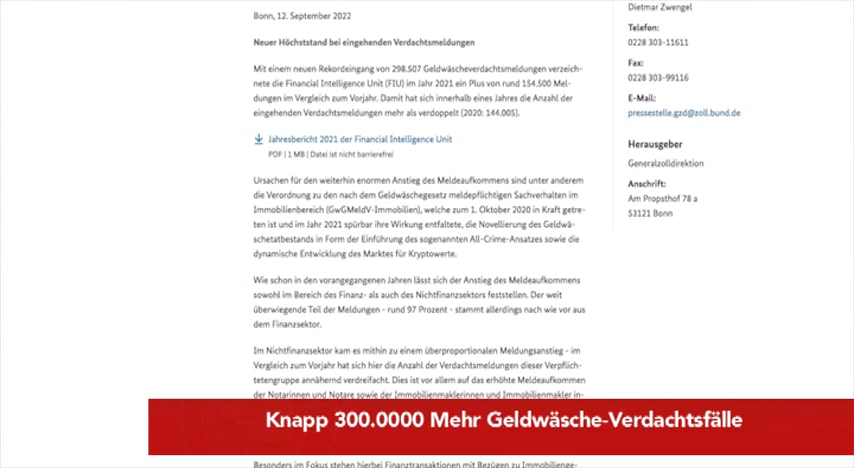 Bonn, 12. September 2022
Neuer Höchststand bei eingehenden Verdachtsmeldungen
Mit einem neuen Rekordeingang von 298.507 Geldwäscheverdachtsmeldungen verzeich-
nete die Financial Intelligence Unit (FIU) im Jahr 2021 ein Plus von rund 154.500 Mel-
dungen im Vergleich zum Vorjahr. Damit hat sich innerhalb eines Jahres die Anzahl der
eingehenden Verdachtsmeldungen mehr als verdoppelt (2020: 144.005).
Jahresbericht 2021 der Financial Intelligence Unit
PDF | 1 MB | Datei ist nicht barrierefrei
Ursachen für den weiterhin enormen Anstieg des Meldeaufkommens sind unter anderem
die Verordnung zu den nach dem Geldwäschegesetz meldepflichtigen Sachverhalten im
Immobilienbereich (GwGMeldV-Immobilien), welche zum 1. Oktober 2020 in Kraft getre-
ten ist und im Jahr 2021 spürbar ihre Wirkung entfaltete, die Novellierung des Geldwä-
schetatbestands in Form der Einführung des sogenannten All-Crime-Ansatzes sowie die
dynamische Entwicklung des Marktes für Kryptowerte.
Wie schon in den vorangegangenen Jahren lässt sich der Anstieg des Meldeaufkommens
sowohl im Bereich des Finanz- als auch des Nichtfinanzsektors feststellen. Der weit
überwiegende Teil der Meldungen - rund 97 Prozent - stammt allerdings nach wie vor aus
dem Finanzsektor.
Im Nichtfinanzsektor kam es mithin zu einem überproportionalen Meldungsanstieg - im
Vergleich zum Vorjahr hat sich hier die Anzahl der Verdachtsmeldungen dieser Verpflich-
tetengruppe annähernd verdreifacht. Dies ist vor allem auf das erhöhte Meldeaufkommen
der Notarinnen und Notare sowie der Immobilienmaklerinnen und Immobilienmakler in-
Besonders im Fokus stehen hierbei Finanztransaktionen mit Bezügen zu Immobilienge-
Dietmar Zwengel
Telefon:
0228 303-11611
Fax:
0228 303-99116
E-Mail:
pressestelle.gzd@zoll.bund.de
Herausgeber
Generalzolldirektion
Anschrift:
Am Propsthof 78 a
53121 Bonn
Knapp 300.0000 Mehr Geldwäsche-Verdachtsfälle